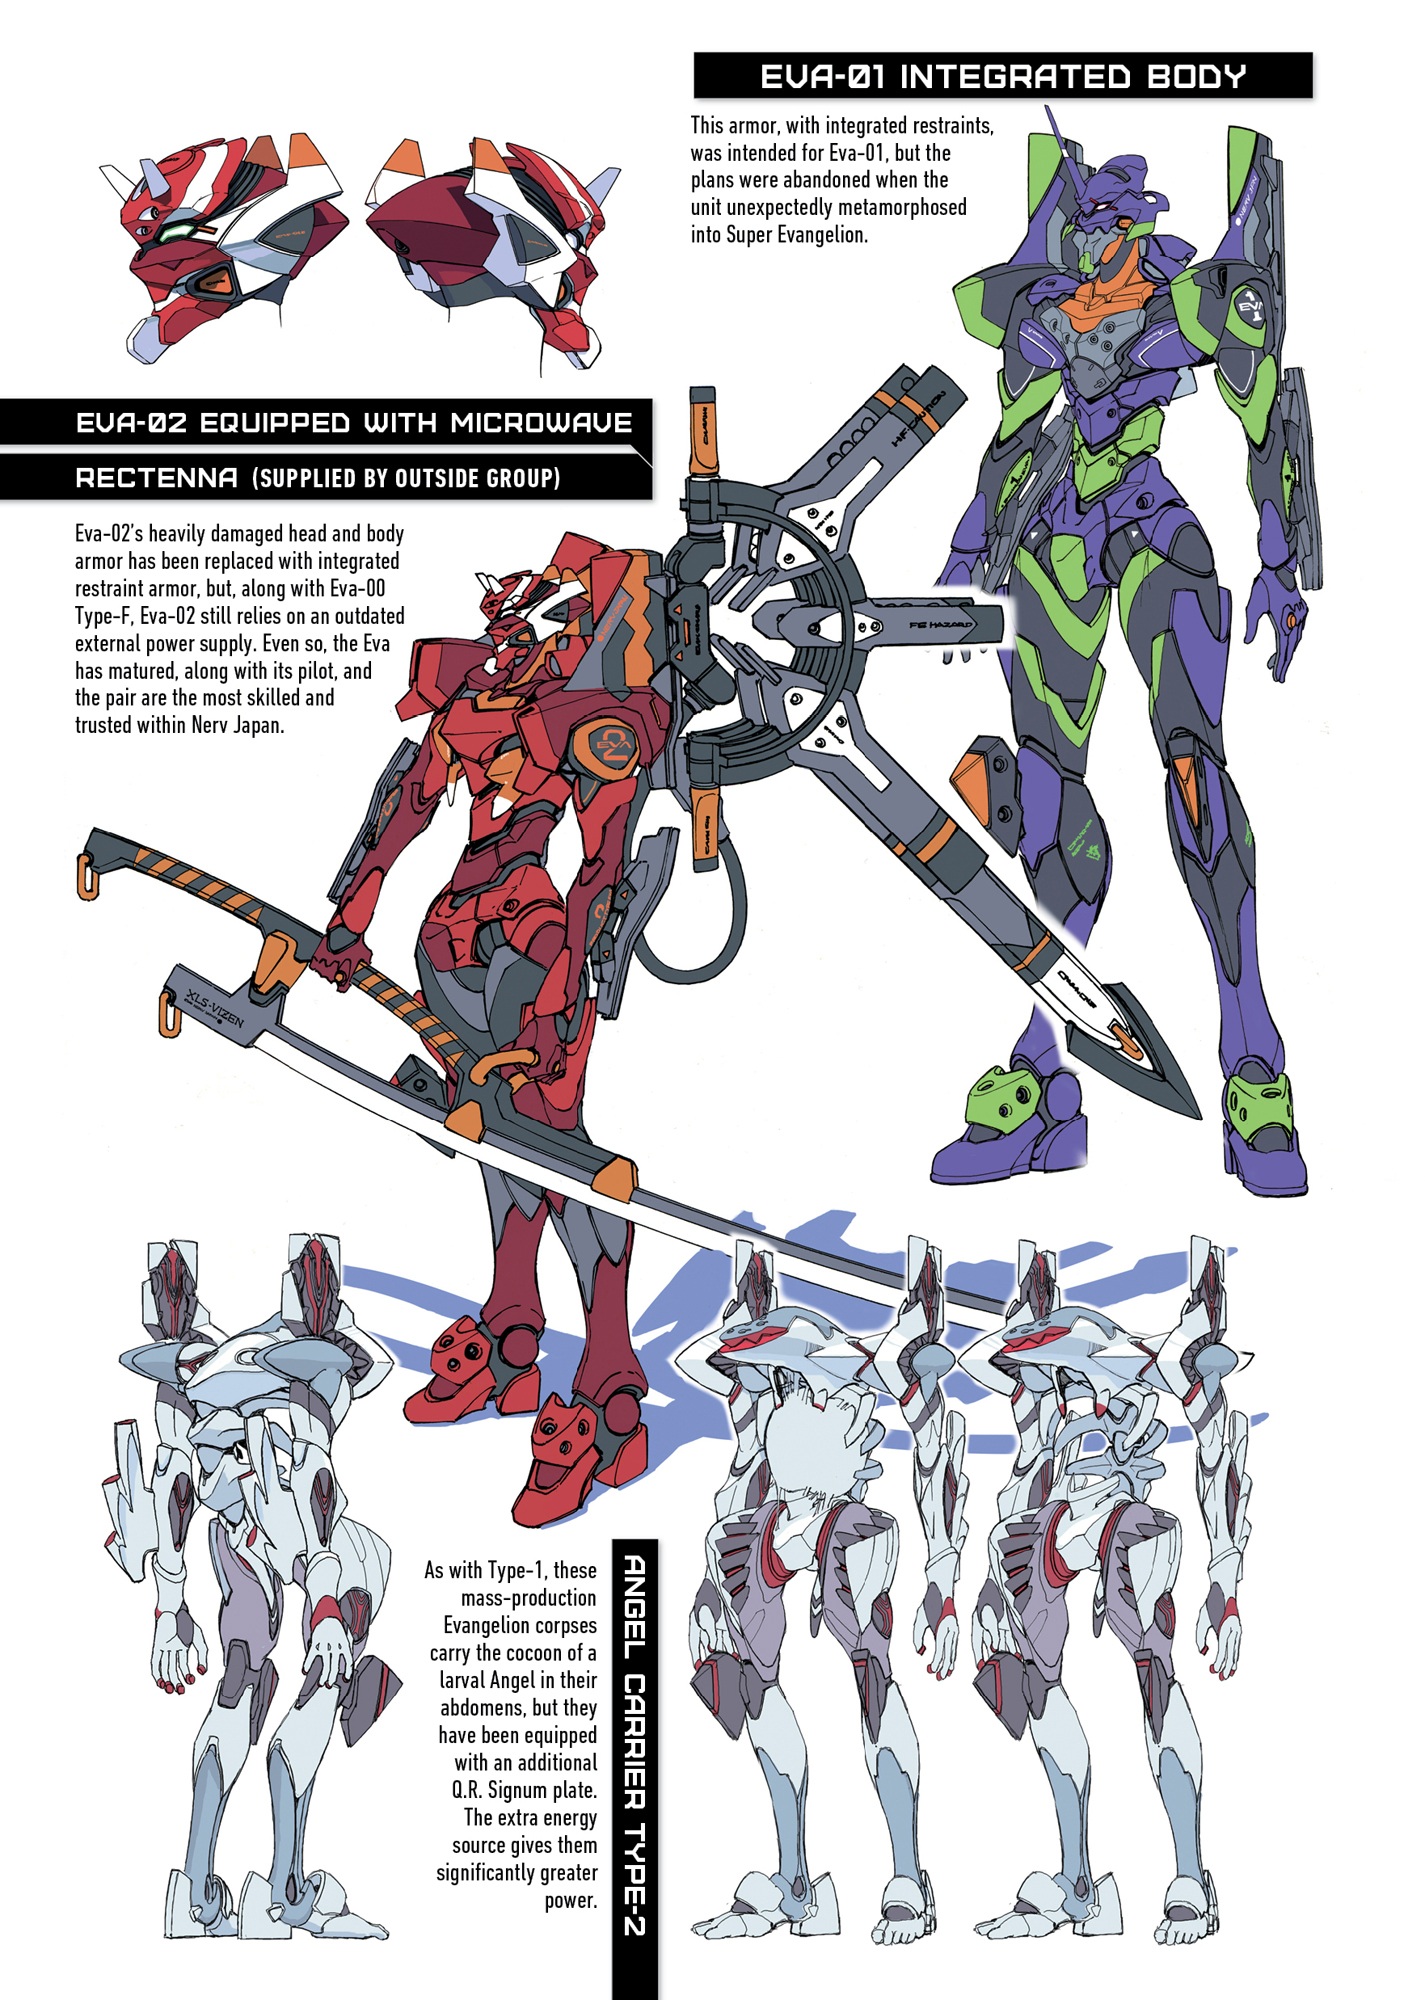 EVA-01 INTEGRATED BODY
This armor, with integrated restraints,
was intended for Eva-01, but the
plans were abandoned when the
unit unexpectedly metamorphosed
into Super Evangelion.
EVA-02 EQUIPPED WITH MICROWAVE
RECTENNA (SUPPLIED BY OUTSIDE GROUP)
Eva-02's heavily damaged head and body
armor has been replaced with integrated
restraint armor, but, along with Eva-00
Type-F, Eva-02 still relies on an outdated
external power supply. Even so, the Eva
has matured, along with its pilot, and
the pair are the most skilled and
trusted within Nerv Japan.
EVA
FE HAZARD
EVA
XLS-VIZEN
As with Type-1, these
mass-production
Evangelion corpses
carry the cocoon of a
larval Angel in their
abdomens, but they
have been equipped
with an additional
Q.R. Signum plate.
The extra energy
source gives them
significantly greater
power.
ANGEL CARRIER TYPE-2